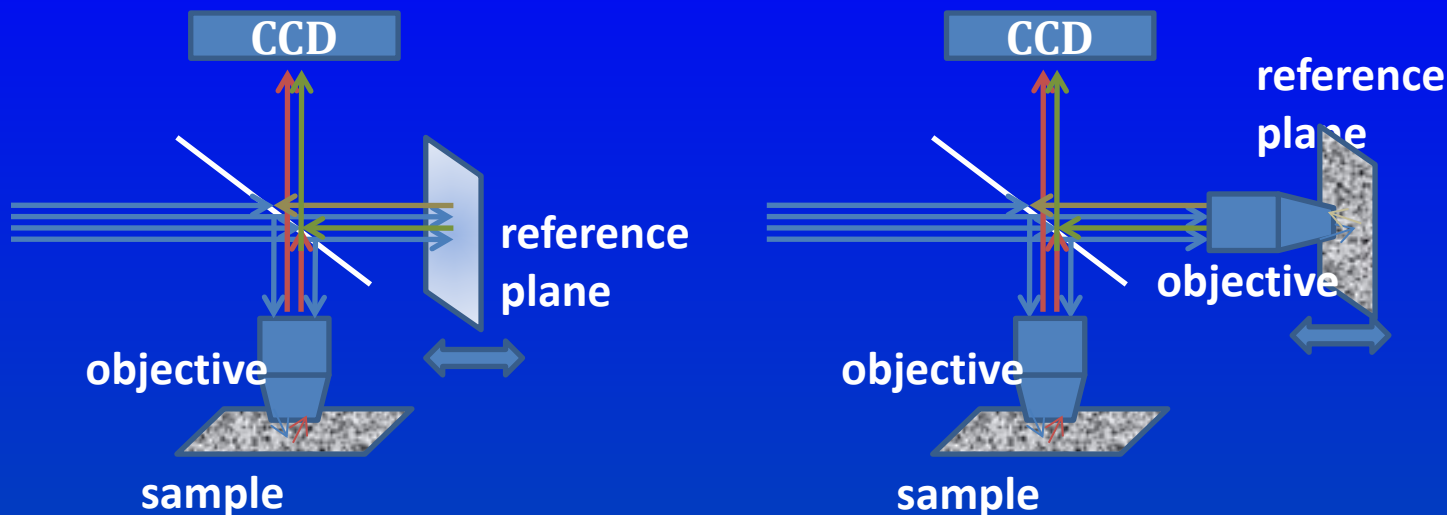 CCD
reference
plane
objective
sample
CCD
reference
plane
objective
objective
sample